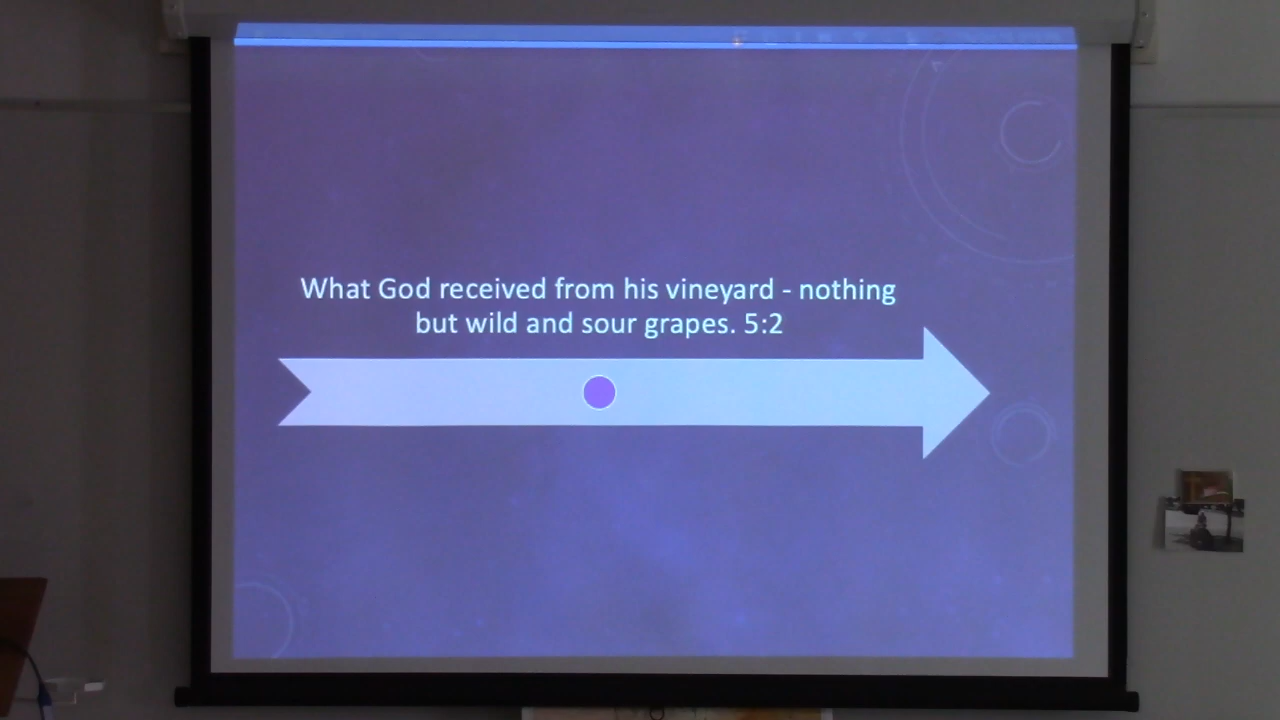 What God received from his vineyard - nothing
but wild and sour grapes. 5:2